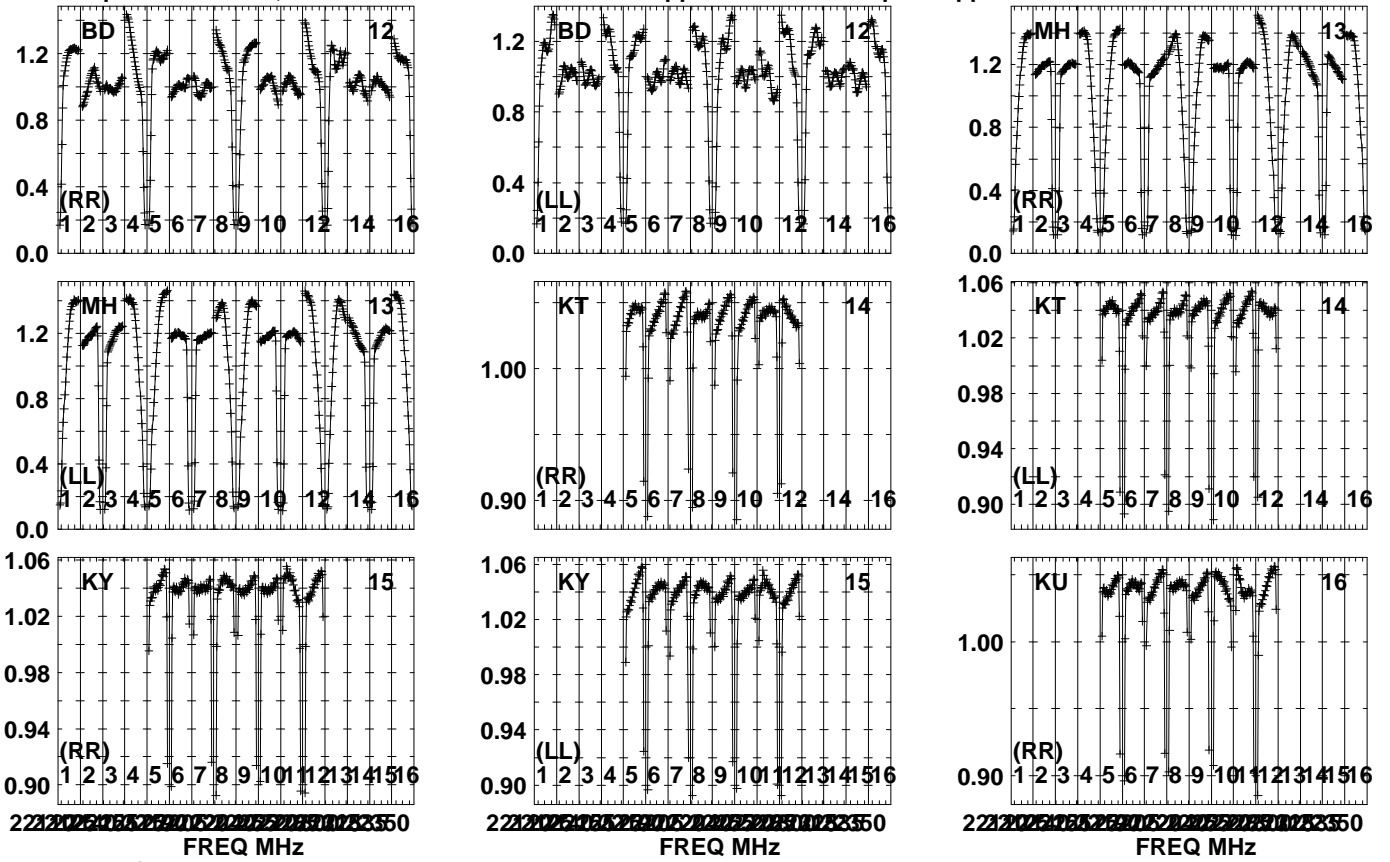 BD 12
1.2
0.8
0.4
0.0
(RR)
1 2 3 4 5 6 7 8 9 10 12 14 16
BD 12
1.2
0.8
0.4
0.0
(LL)
1 2 3 4 5 6 7 8 9 10 12 14 16
MH 13
1.2
0.8
0.4
0.0
(RR)
1 2 3 4 5 6 7 8 9 10 12 14 16
MH 13
1.2
0.8
0.4
0.0
(LL)
1 2 3 4 5 6 7 8 9 10 12 14 16
KT 14
1.00
0.90
(RR)
1 2 3 4 5 6 7 8 9 10 12 14 16
KT 14
1.06
1.02
0.98
0.94
0.90
(LL)
1 2 3 4 5 6 7 8 9 10 12 14 16
KY 15
1.06
1.02
0.98
0.94
0.90
(RR)
1 2 3 4 5 6 7 8 9 10 11 12 13 14 15 16
FREQ MHz
KY 15
1.06
1.02
0.98
0.94
0.90
(LL)
1 2 3 4 5 6 7 8 9 10 11 12 13 14 15 16
FREQ MHz
KU 16
1.00
0.90
(RR)
1 2 3 4 5 6 7 8 9 10 11 12 13 14 15 16
FREQ MHz